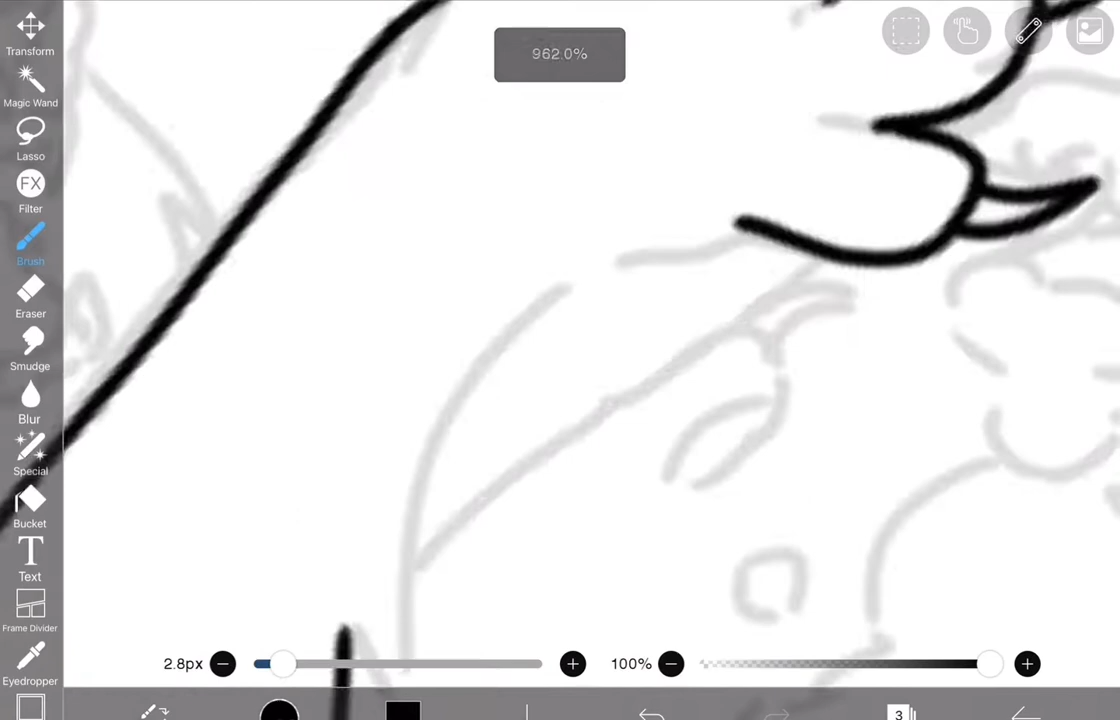 962.0%
Transform
Magic Wand
Lasso
FX
Filter
Brush
Eraser
Smudge
Blur
Special
Bucket
T
Text
Frame Divider
Eyedropper
2.8px
100%
3